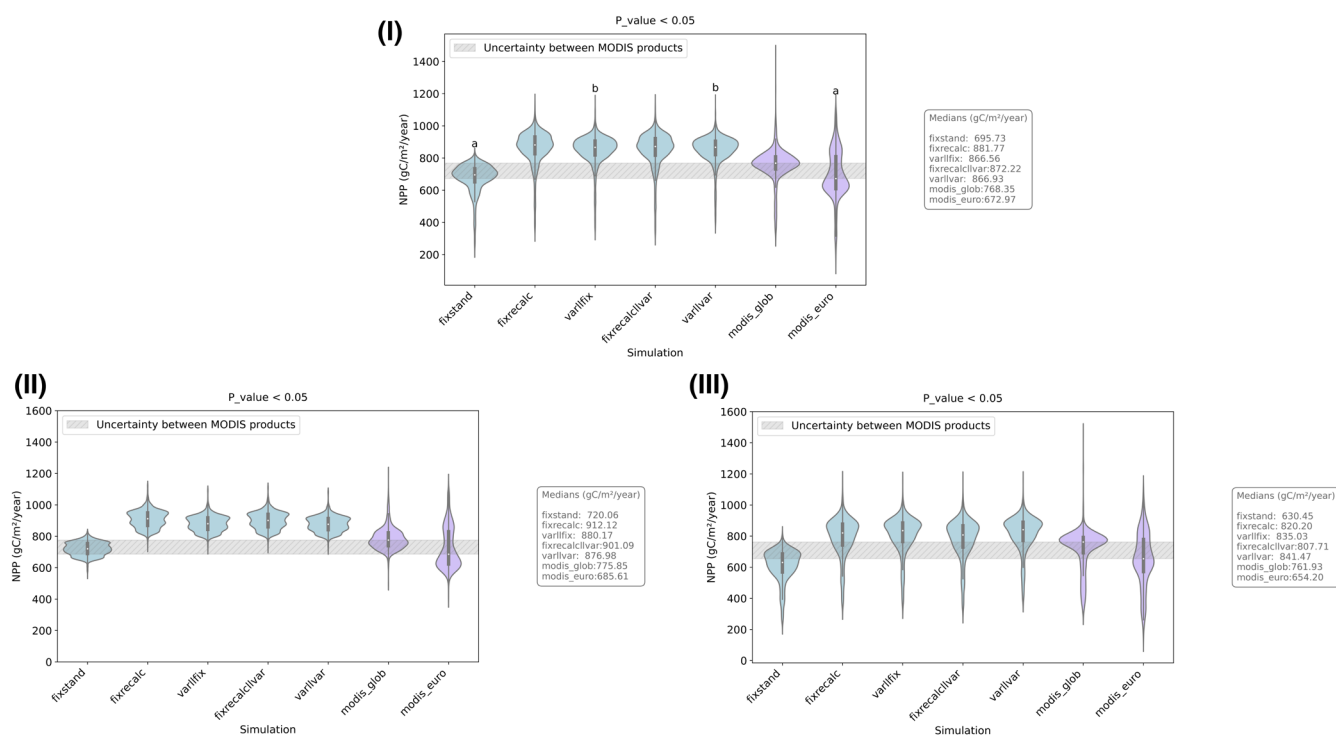 (I)
P_value < 0.05
Uncertainty between MODIS products
NPP (gC/m²/year)
1400
1200
1000
800
600
400
200
a
b
b
a
fixstand
fixrecalc
varllfix
fixrecalcllvar
varllvar
modis_glob
modis_euro
Simulation
Medians (gC/m²/year)
fixstand: 695.73
fixrecalc: 881.77
varllfix: 866.56
fixrecalcllvar:872.22
varllvar: 866.93
modis_glob:768.35
modis_euro:672.97
(II)
P_value < 0.05
Uncertainty between MODIS products
NPP (gC/m²/year)
1600
1400
1200
1000
800
600
400
200
0
fixstand
fixrecalc
varllfix
fixrecalcllvar
varllvar
modis_glob
modis_euro
Simulation
Medians (gC/m²/year)
fixstand: 720.06
fixrecalc: 912.12
varllfix: 880.17
fixrecalcllvar:901.09
varllvar: 876.98
modis_glob:775.85
modis_euro:685.61
(III)
P_value < 0.05
Uncertainty between MODIS products
NPP (gC/m²/year)
1600
1400
1200
1000
800
600
400
200
0
fixstand
fixrecalc
varllfix
fixrecalcllvar
varllvar
modis_glob
modis_euro
Simulation
Medians (gC/m²/year)
fixstand: 630.45
fixrecalc: 820.20
varllfix: 835.03
fixrecalcllvar:807.71
varllvar: 841.47
modis_glob:761.93
modis_euro:654.20